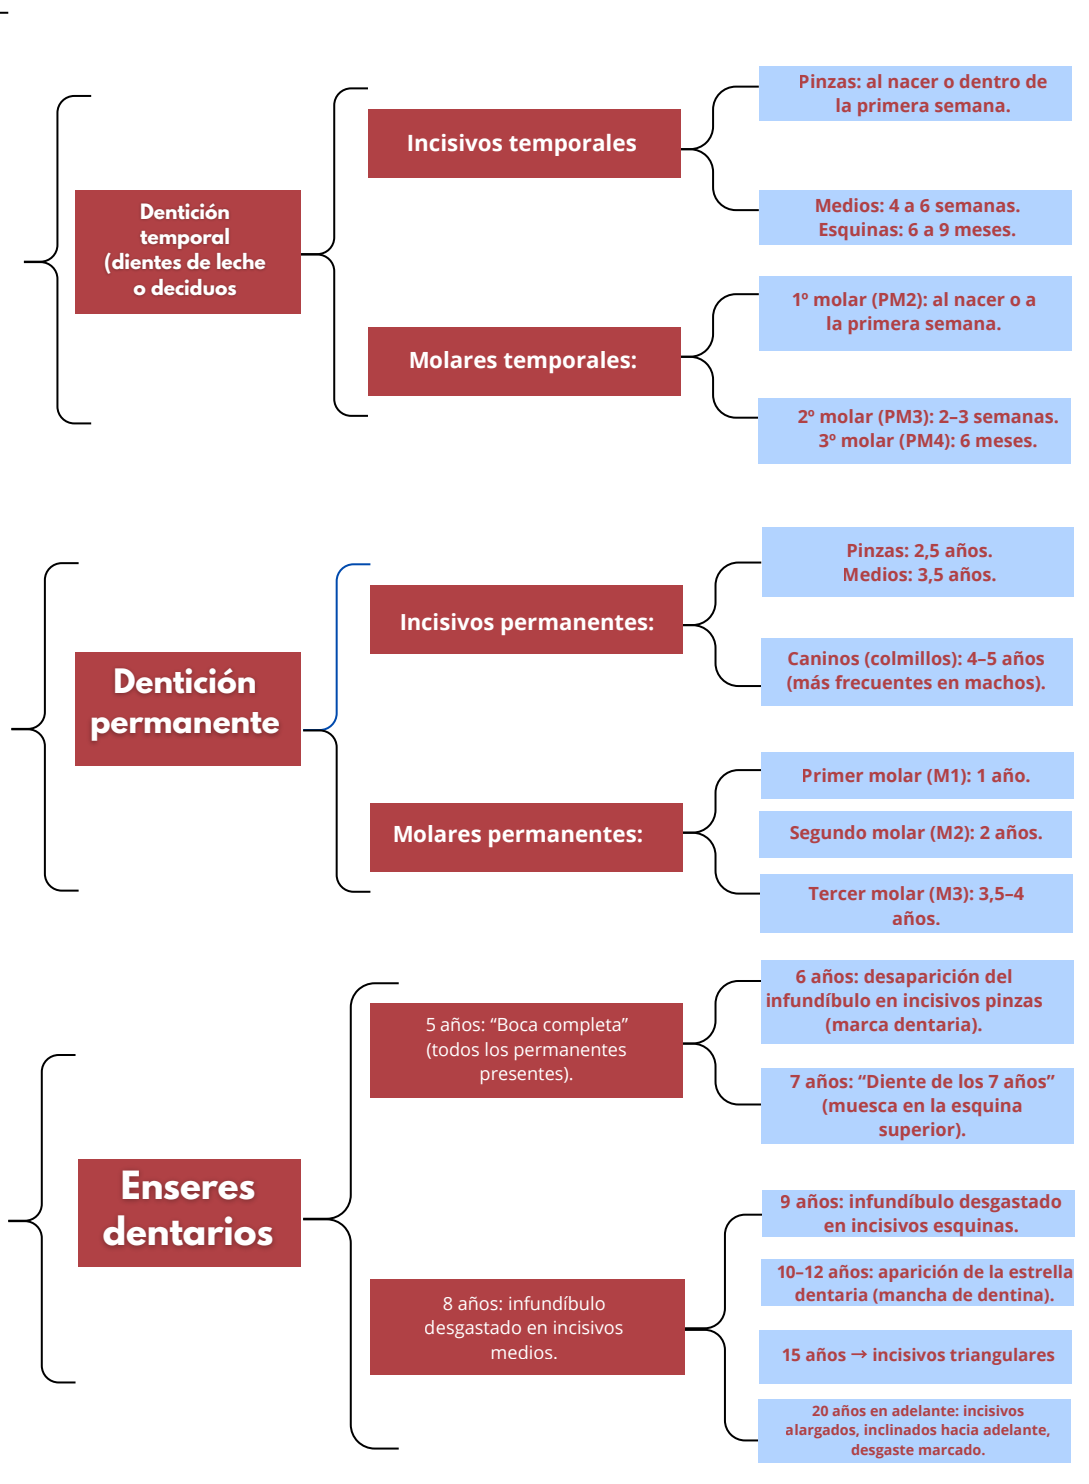 Dentición
temporal
(dientes de leche
o deciduos
Incisivos temporales
Pinzas: al nacer o dentro de
la primera semana.
Medios: 4 a 6 semanas.
Esquinas: 6 a 9 meses.
Molares temporales:
1º molar (PM2): al nacer o a
la primera semana.
2º molar (PM3): 2–3 semanas.
3º molar (PM4): 6 meses.
Dentición
permanente
Incisivos permanentes:
Pinzas: 2,5 años.
Medios: 3,5 años.
Caninos (colmillos): 4–5 años
(más frecuentes en machos).
Molares permanentes:
Primer molar (M1): 1 año.
Segundo molar (M2): 2 años.
Tercer molar (M3): 3,5–4
años.
Enseres
dentarios
5 años: “Boca completa”
(todos los permanentes
presentes).
6 años: desaparición del
infundíbulo en incisivos pinzas
(marca dentaria).
7 años: “Diente de los 7 años”
(muesca en la esquina
superior).
8 años: infundíbulo
desgastado en incisivos
medios.
9 años: infundíbulo desgastado
en incisivos esquinas.
10–12 años: aparición de la estrella
dentaria (mancha de dentina).
15 años → incisivos triangulares
20 años en adelante: incisivos
alargados, inclinados hacia adelante,
desgaste marcado.